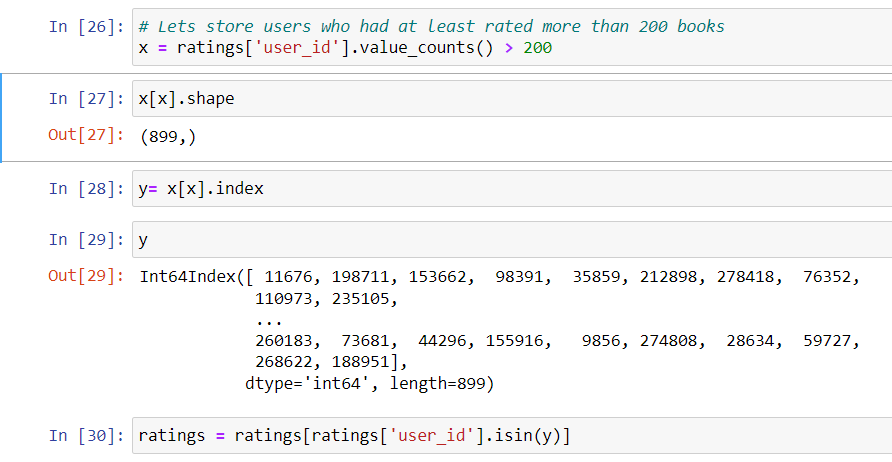 In [26]: # Lets store users who had at least rated more than 200 books
x = ratings['user_id'].value_counts() > 200
In [27]: x[x].shape
Out[27]: (899,)
In [28]: y= x[x].index
In [29]: y
Out[29]: Int64Index([ 11676, 198711, 153662,  98391,  35859, 212898, 278418,  76352,
110973, 235105,
...
260183,  73681,  44296, 155916,   9856, 274808,  28634,  59727,
268622, 188951],
dtype='int64', length=899)
In [30]: ratings = ratings[ratings['user_id'].isin(y)]